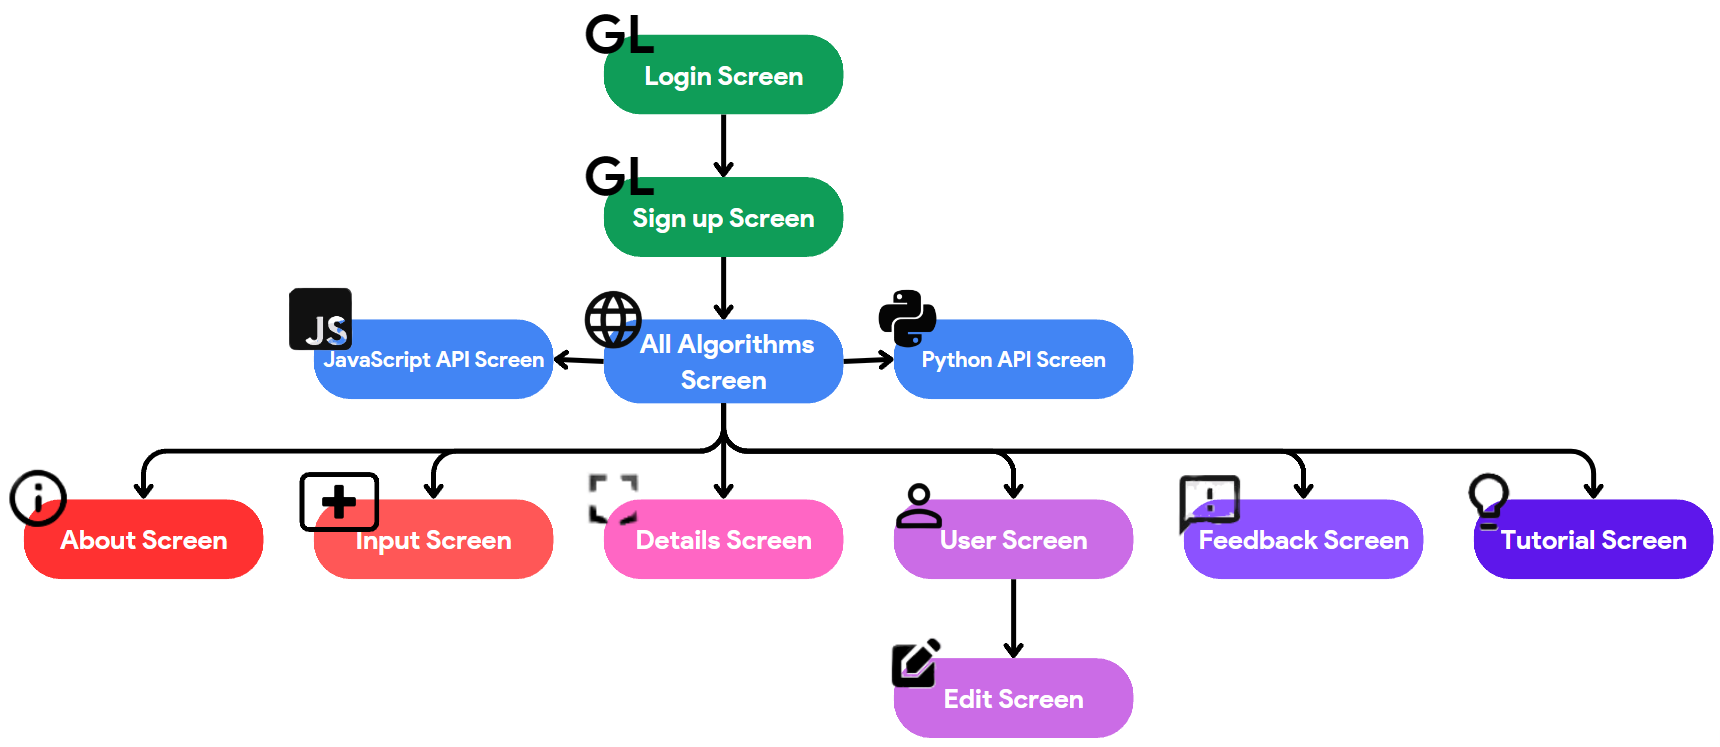 GL
Login Screen
GL
Sign up Screen
JS
JavaScript API Screen
All Algorithms
Screen
Python API Screen
About Screen
Input Screen
Details Screen
User Screen
Feedback Screen
Tutorial Screen
Edit Screen